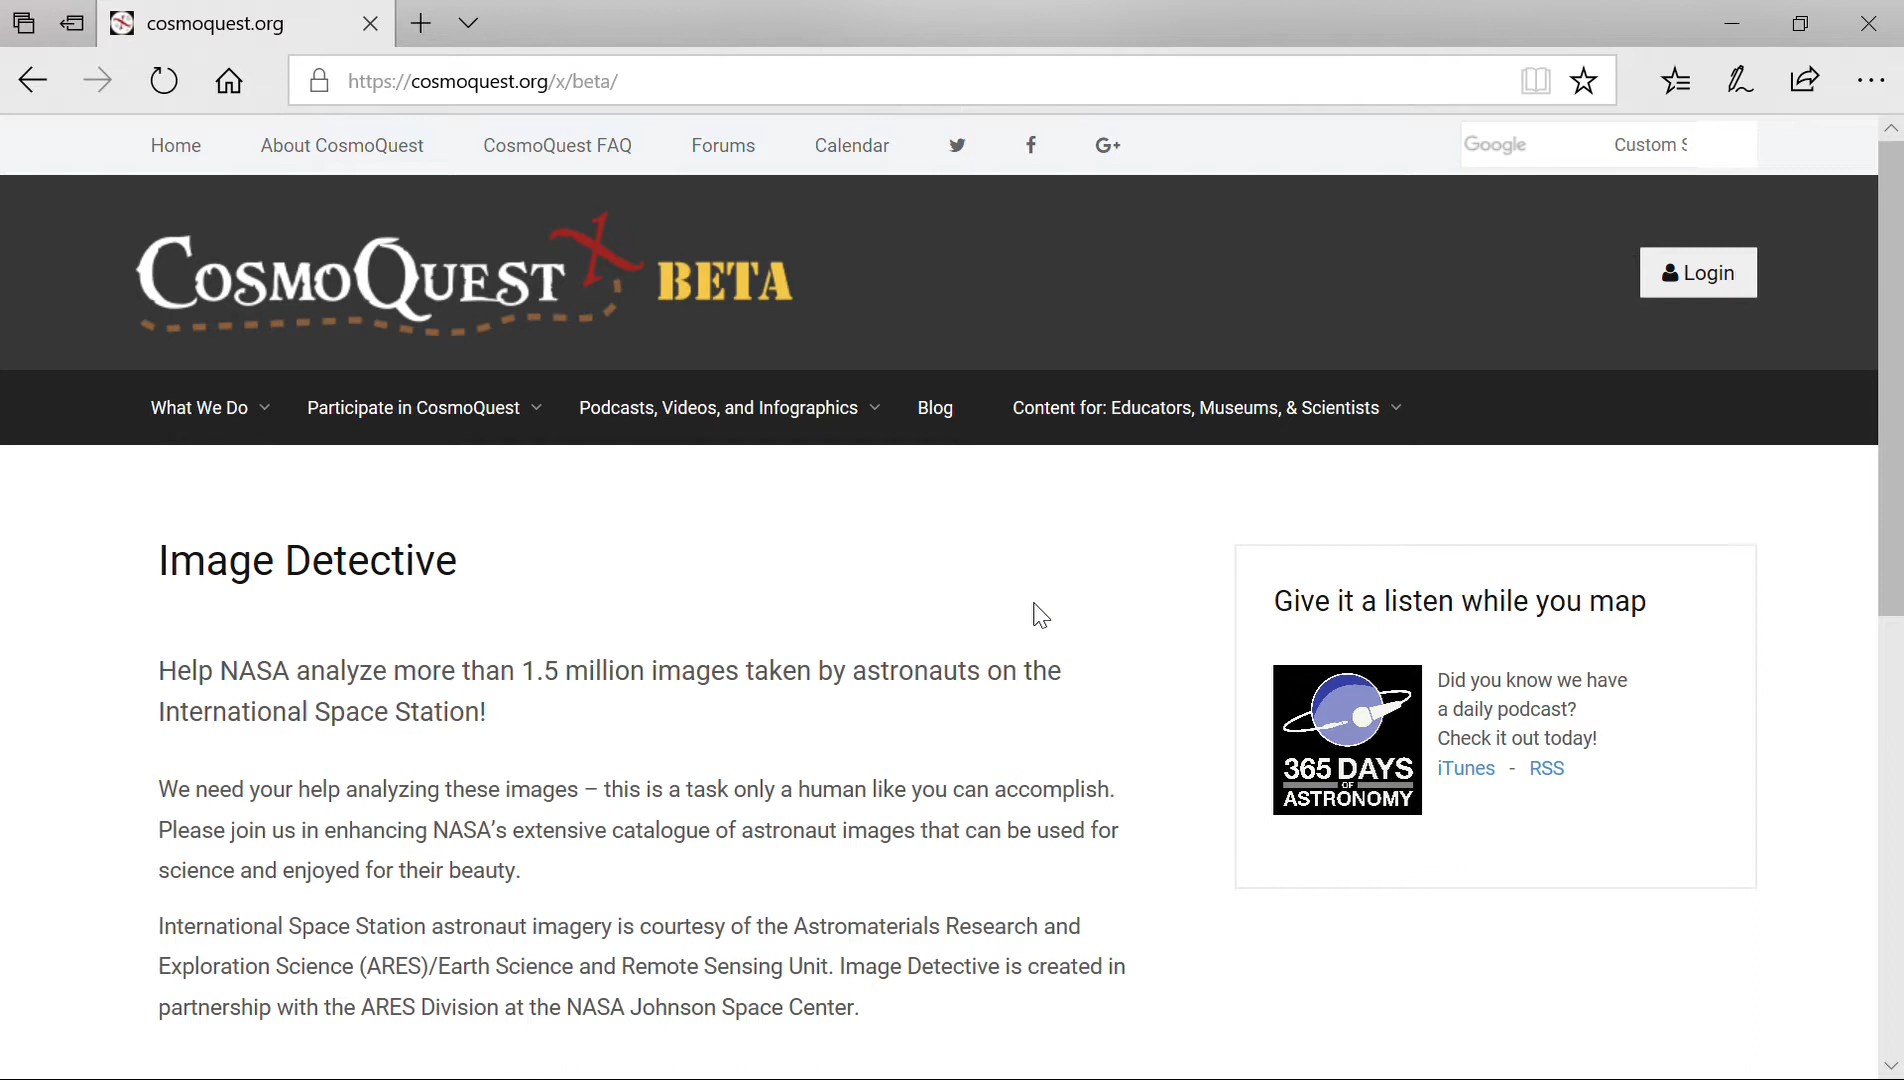 cosmoquest.org
https://cosmoquest.org/x/beta/
Home About CosmoQuest CosmoQuest FAQ Forums Calendar G+ Google Custom S
COSMOQUEST X BETA
Login
What We Do Participate in CosmoQuest Podcasts, Videos, and Infographics Blog Content for: Educators, Museums, & Scientists
Image Detective
Help NASA analyze more than 1.5 million images taken by astronauts on the
International Space Station!
We need your help analyzing these images – this is a task only a human like you can accomplish.
Please join us in enhancing NASA's extensive catalogue of astronaut images that can be used for
science and enjoyed for their beauty.
International Space Station astronaut imagery is courtesy of the Astromaterials Research and
Exploration Science (ARES)/Earth Science and Remote Sensing Unit. Image Detective is created in
partnership with the ARES Division at the NASA Johnson Space Center.
Give it a listen while you map
365 DAYS
OF
ASTRONOMY
Did you know we have
a daily podcast?
Check it out today!
iTunes - RSS